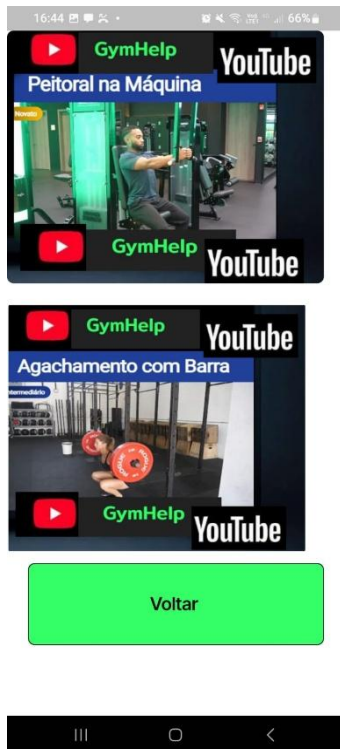 16:44 66%
GymHelp YouTube
Peitoral na Máquina
Novato
GymHelp YouTube
GymHelp YouTube
Agachamento com Barra
ntermediário
GymHelp YouTube
Voltar